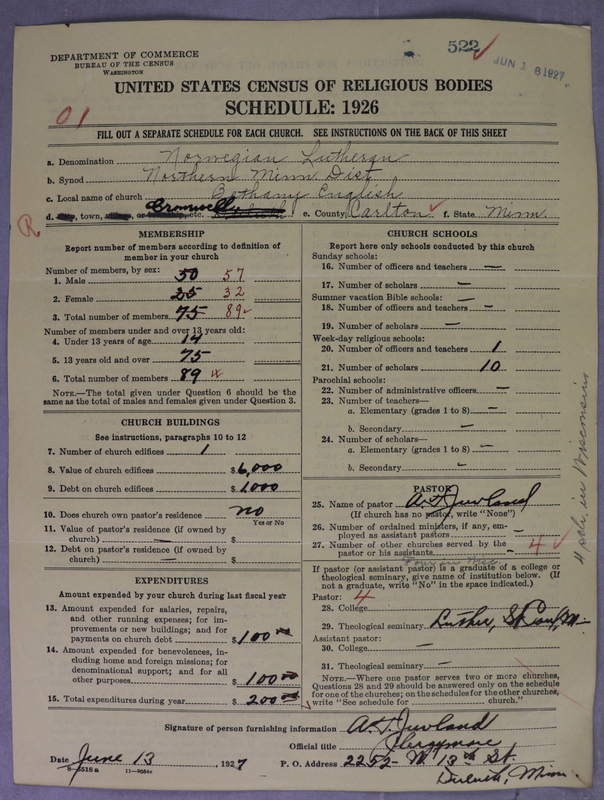 522 ✓
JUN 1 6 1927
DEPARTMENT OF COMMERCE
BUREAU OF THE CENSUS
WASHINGTON
UNITED STATES CENSUS OF RELIGIOUS BODIES
SCHEDULE: 1926
01
FILL OUT A SEPARATE SCHEDULE FOR EACH CHURCH. SEE INSTRUCTIONS ON THE BACK OF THIS SHEET
a. Denomination Norwegian Lutheran
b. Synod Northern Minn Dist
c. Local name of church Bethany English
d. City, town, village, or township, etc. e. County Carlton ✓ f. State Minn.
R
MEMBERSHIP
Report number of members according to definition of
member in your church
Number of members, by sex:
1. Male 50 57
2. Female 25 32
3. Total number of members 75 89 ✓
Number of members under and over 13 years old:
4. Under 13 years of age 14
5. 13 years old and over 75
6. Total number of members 89
NOTE.—The total given under Question 6 should be
same as the total of males and females given under Question 3.
CHURCH BUILDINGS
See instructions, paragraphs 10 to 12
7. Number of church edifices 1
8. Value of church edifices $ 6,000
9. Debt on church edifices $ 1000
10. Does church own pastor's residence no
Yes or No
11. Value of pastor's residence (if owned by
church) — $
12. Debt on pastor's residence (if owned by
church) — $
EXPENDITURES
Amount expended by your church during last fiscal year
13. Amount expended for salaries, repairs,
and other running expenses; for im-
provements or new buildings; and for
payments on church debt $ 100 00
14. Amount expended for benevolences,
including home and foreign missions; for
denominational support; and for all
other purposes $ 100 00
15. Total expenditures during year $ 200 00
CHURCH SCHOOLS
Report here only schools conducted by this church
Sunday schools:
16. Number of officers and teachers —
17. Number of scholars —
Summer vacation Bible schools:
18. Number of officers and teachers —
19. Number of scholars —
Week-day religious schools:
20. Number of officers and teachers 1
21. Number of scholars 10
Parochial schools:
22. Number of administrative officers —
23. Number of teachers—
a. Elementary (grades 1 to 8) —
b. Secondary —
24. Number of scholars—
a. Elementary (grades 1 to 8) —
b. Secondary —
PASTOR
25. Name of pastor
(If church has no pastor, write "None")
26. Number of ordained ministers, if any, em-
ployed as assistant pastors —
27. Number of other churches served by the
pastor or his assistants 4 ✓
If pastor (or assistant pastor) is a graduate of a college or
theological seminary, give name of institution below. (If
not a graduate, write "No" in the space indicated.)
Pastor: 4
28. College
29. Theological seminary Luther, St Paul, M
Assistant pastor:
30. College —
31. Theological seminary —
NOTE.—Where one pastor serves two or more churches,
Questions 28 and 29 should be answered only on the schedule
for one of the churches; on the schedules for the other churches,
write "See schedule for church."
4 sch. in Wisconsin
Signature of person furnishing information
Official title Clergyman
Date June 13, 1927 P. O. Address 2252 W. 13th St.
Duluth, Minn.
8-5518a 11-9054